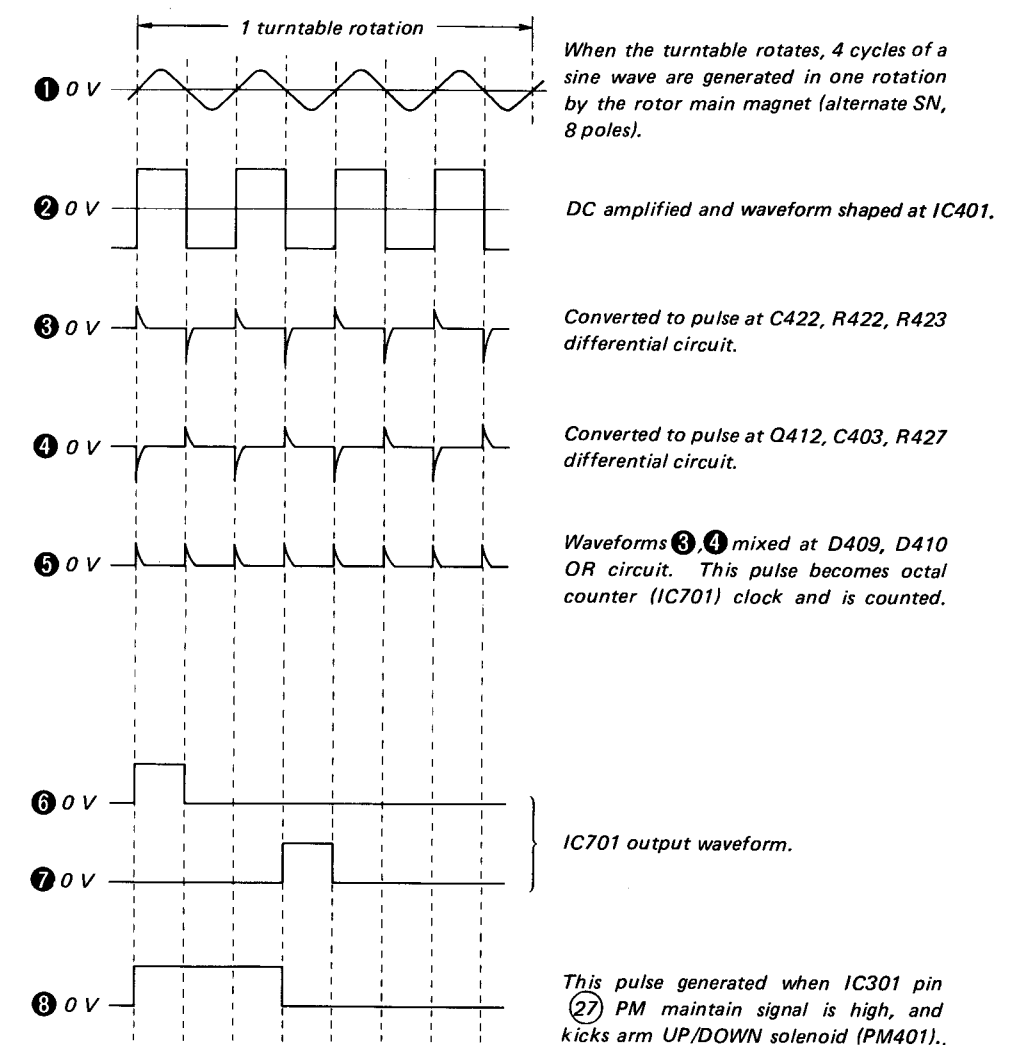 1 turntable rotation
❶ 0 V
When the turntable rotates, 4 cycles of a
sine wave are generated in one rotation
by the rotor main magnet (alternate SN,
8 poles).
❷ 0 V
DC amplified and waveform shaped at IC401.
❸ 0 V
Converted to pulse at C422, R422, R423
differential circuit.
❹ 0 V
Converted to pulse at Q412, C403, R427
differential circuit.
❺ 0 V
Waveforms ❸,❹ mixed at D409, D410
OR circuit. This pulse becomes octal
counter (IC701) clock and is counted.
❻ 0 V
IC701 output waveform.
❼ 0 V
❽ 0 V
This pulse generated when IC301 pin
㉗ PM maintain signal is high, and
kicks arm UP/DOWN solenoid (PM401)..